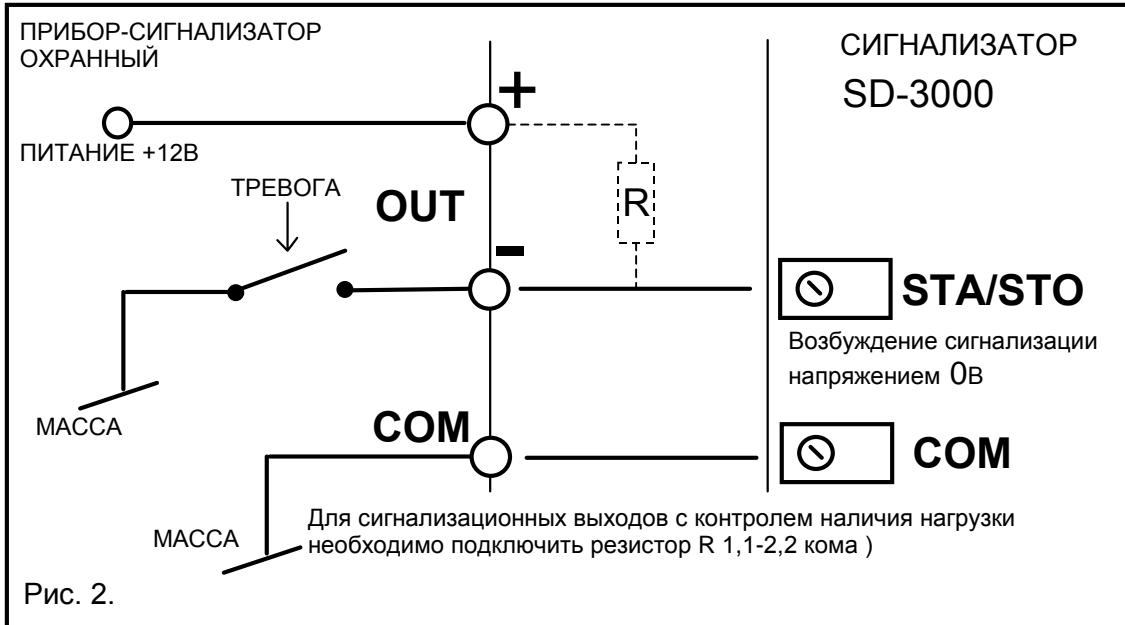 ПРИБОР-СИГНАЛИЗАТОР
ОХРАННЫЙ
СИГНАЛИЗАТОР
SD-3000
+
ПИТАНИЕ +12В
ТРЕВОГА
OUT
R
-
STA/STO
Возбуждение сигнализации
напряжением 0В
МАССА
COM
COM
МАССА
Для сигнализационных выходов с контролем наличия нагрузки
необходимо подключить резистор R 1,1-2,2 кома )
Рис. 2.